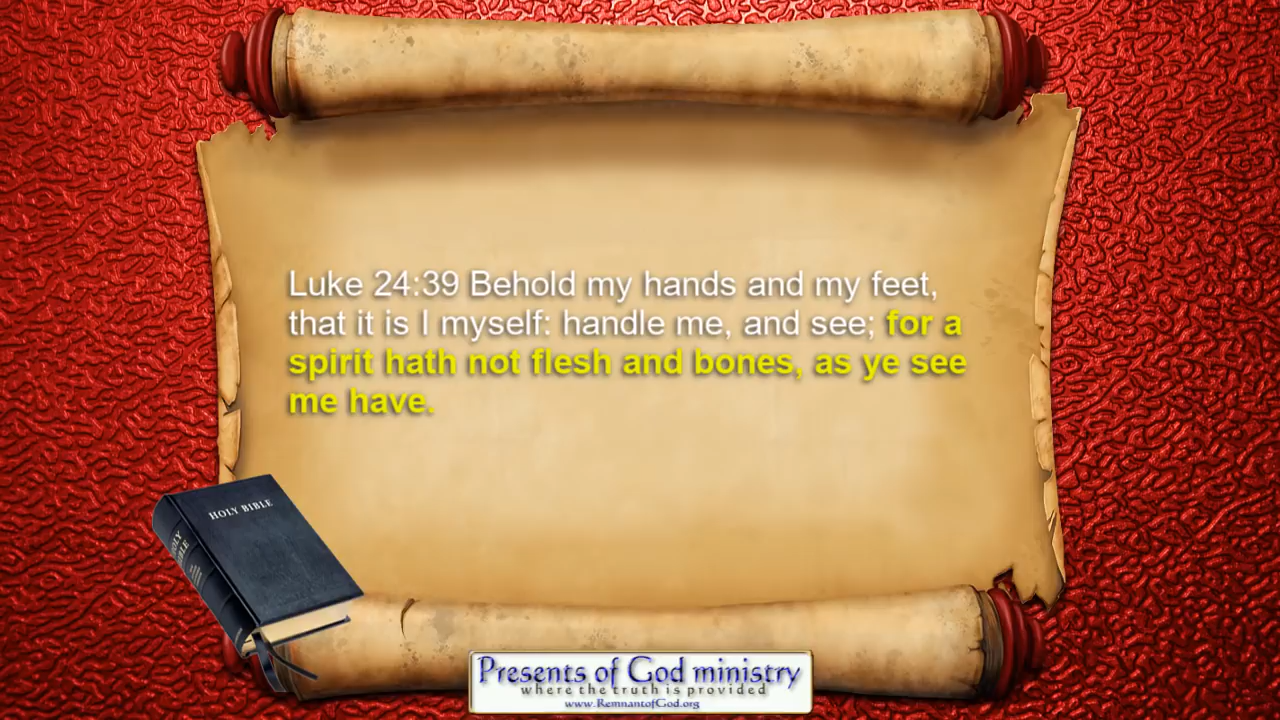 Luke 24:39 Behold my hands and my feet,
that it is I myself: handle me, and see; for a
spirit hath not flesh and bones, as ye see
me have.
HOLY BIBLE
HOLY
BIBLE
Presents of God ministry
where the truth is provided
www.RemnantofGod.org